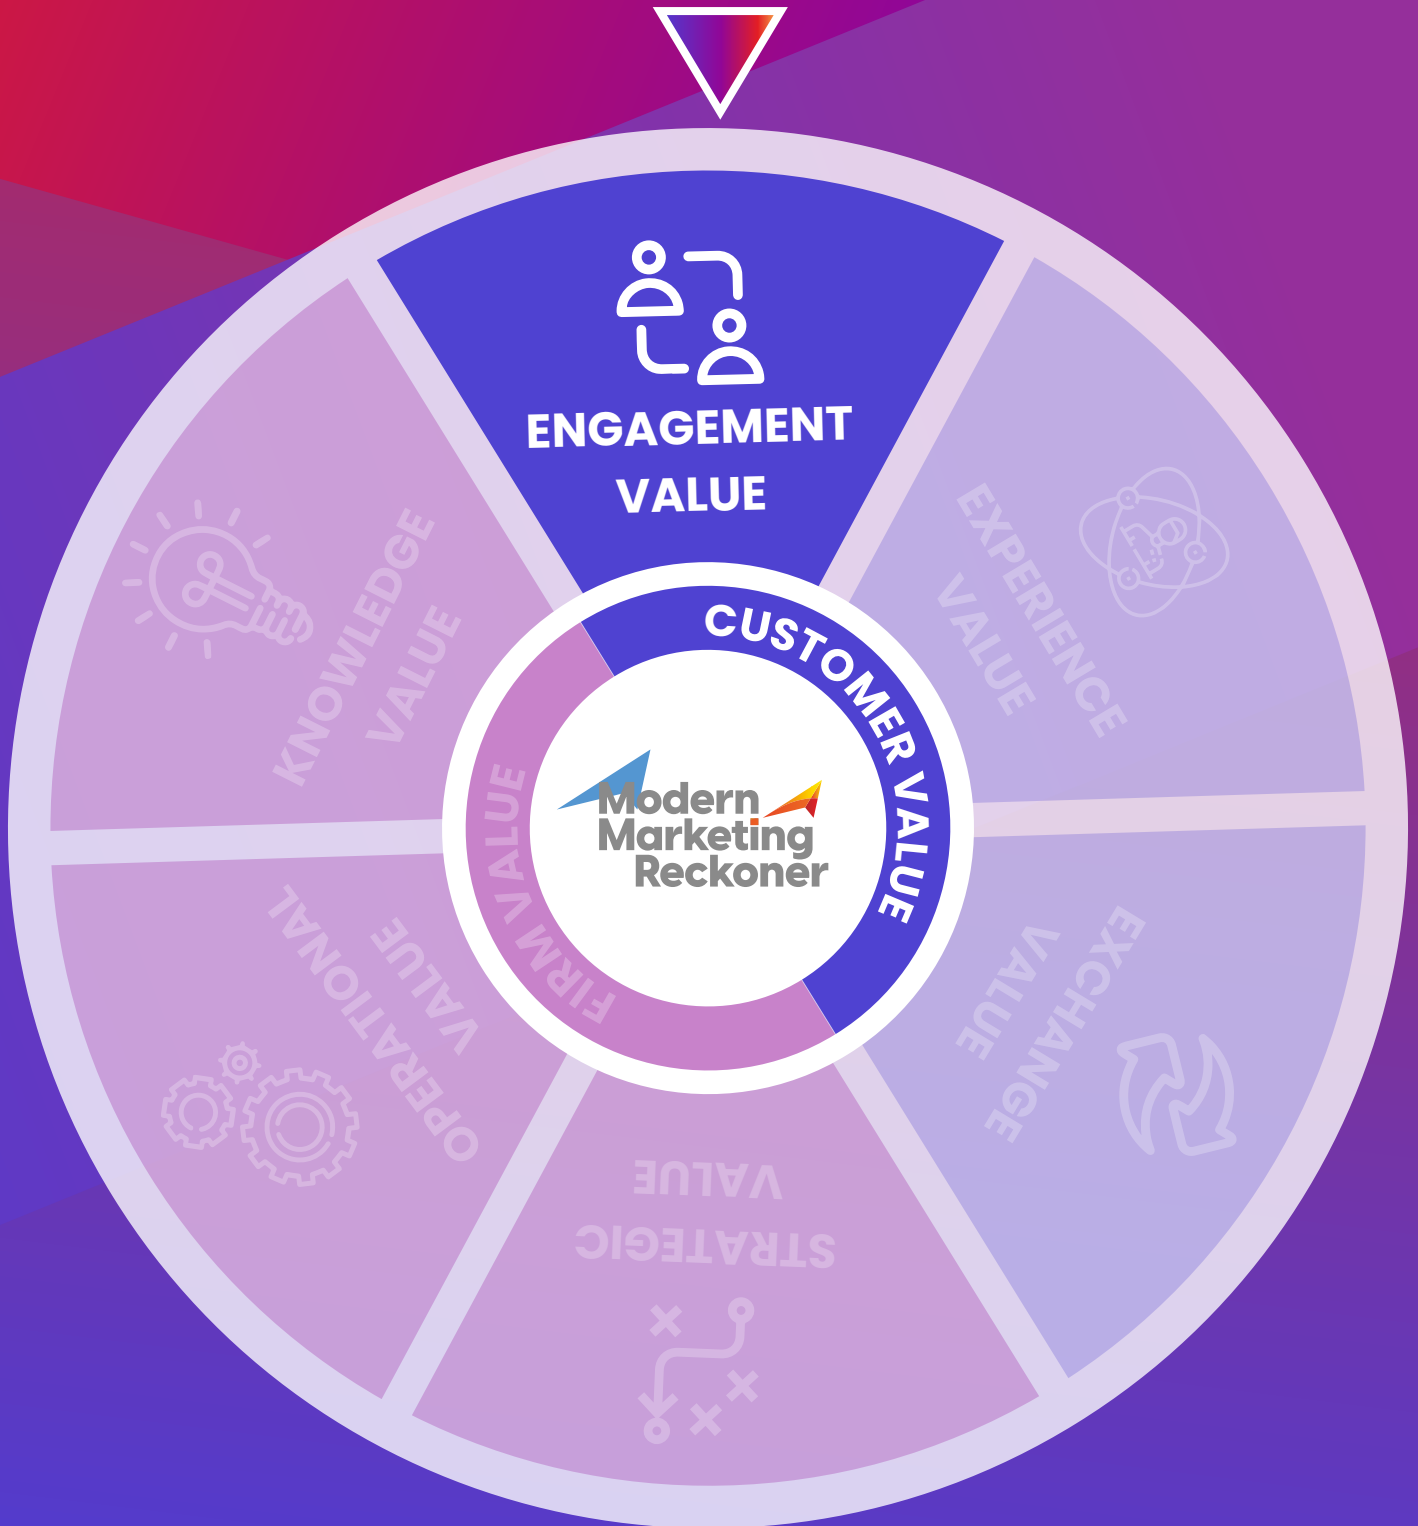 ENGAGEMENT
VALUE
EXPERIENCE
VALUE
EXCHANGE
VALUE
STRATEGIC
VALUE
OPERATIONAL
VALUE
KNOWLEDGE
VALUE
CUSTOMER VALUE
FIRM VALUE
Modern
Marketing
Reckoner